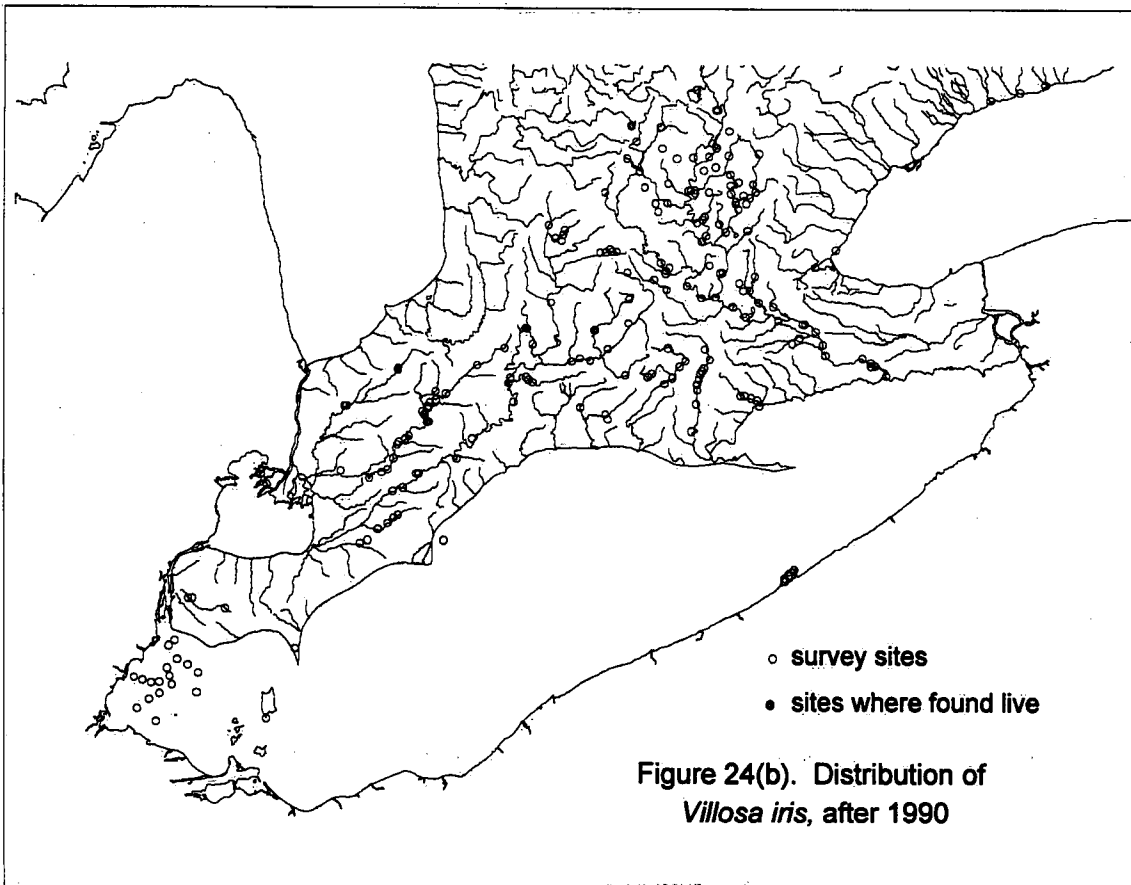 survey sites
sites where found live
Figure 24(b). Distribution of
Villosa iris, after 1990